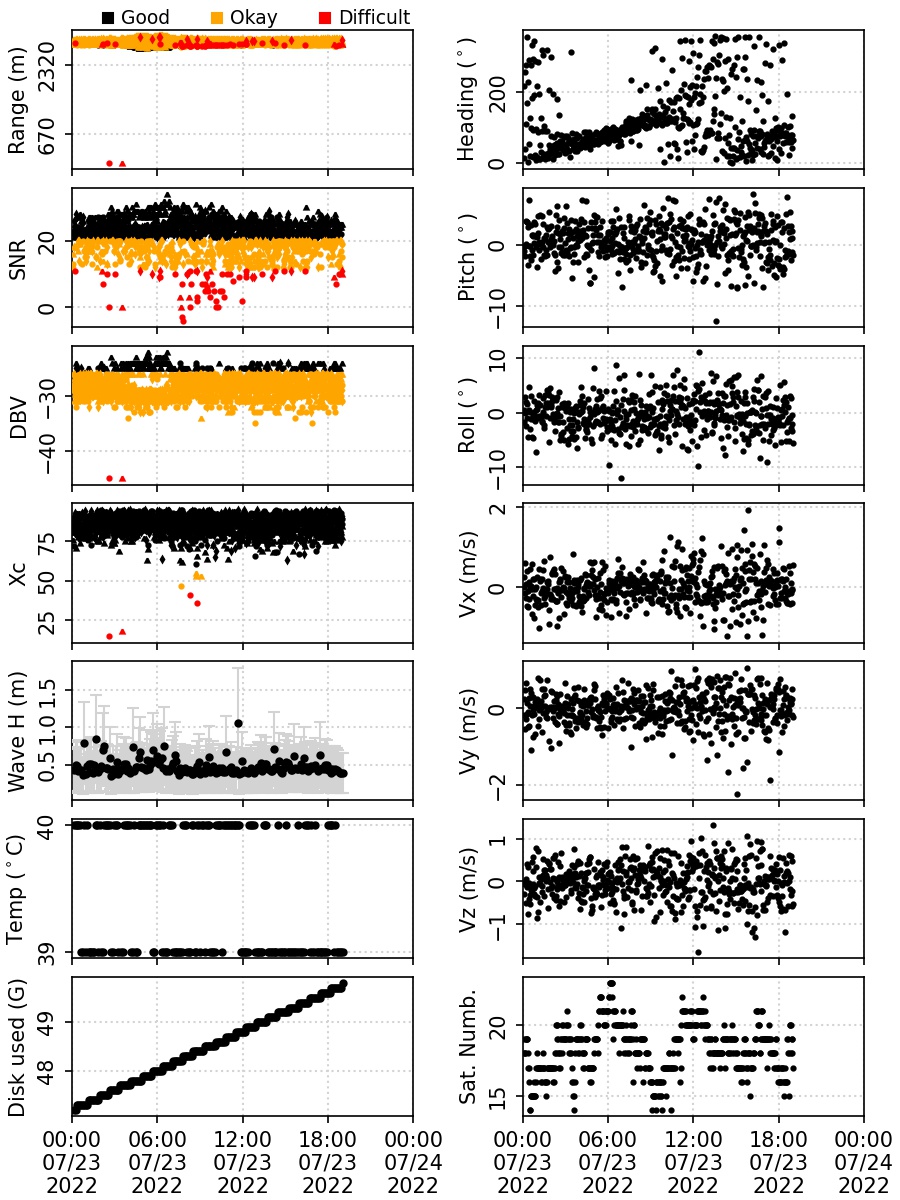 Good Okay Difficult
Range (m)
2320
670
Heading (°)
200
0
SNR
20
0
Pitch (°)
0
−10
DBV
−30
−40
Roll (°)
10
0
−10
Xc
75
50
25
Vx (m/s)
2
0
Wave H (m)
1.5
1.0
0.5
Vy (m/s)
0
−2
Temp (°C)
40
39
Vz (m/s)
1
0
−1
Disk used (G)
49
48
Sat. Numb.
20
15
00:00 06:00 12:00 18:00 00:00
07/23 07/23 07/23 07/23 07/24
2022 2022 2022 2022 2022
00:00 06:00 12:00 18:00 00:00
07/23 07/23 07/23 07/23 07/24
2022 2022 2022 2022 2022